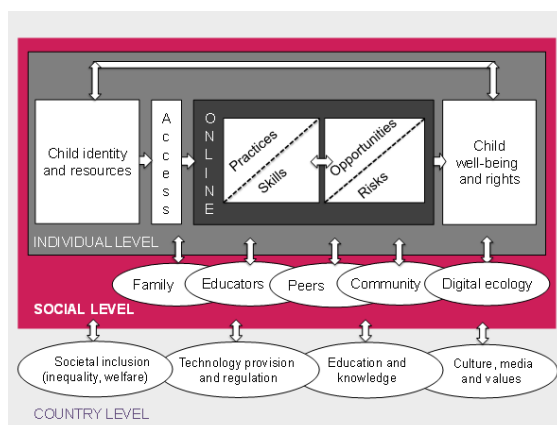 Child identity
and resources
Access
ONLINE
Practices
Skills
Opportunities
Risks
Child
well-being
and rights
INDIVIDUAL LEVEL
Family
Educators
Peers
Community
Digital ecology
SOCIAL LEVEL
Societal inclusion
(inequality, welfare)
Technology provision
and regulation
Education and
knowledge
Culture, media
and values
COUNTRY LEVEL